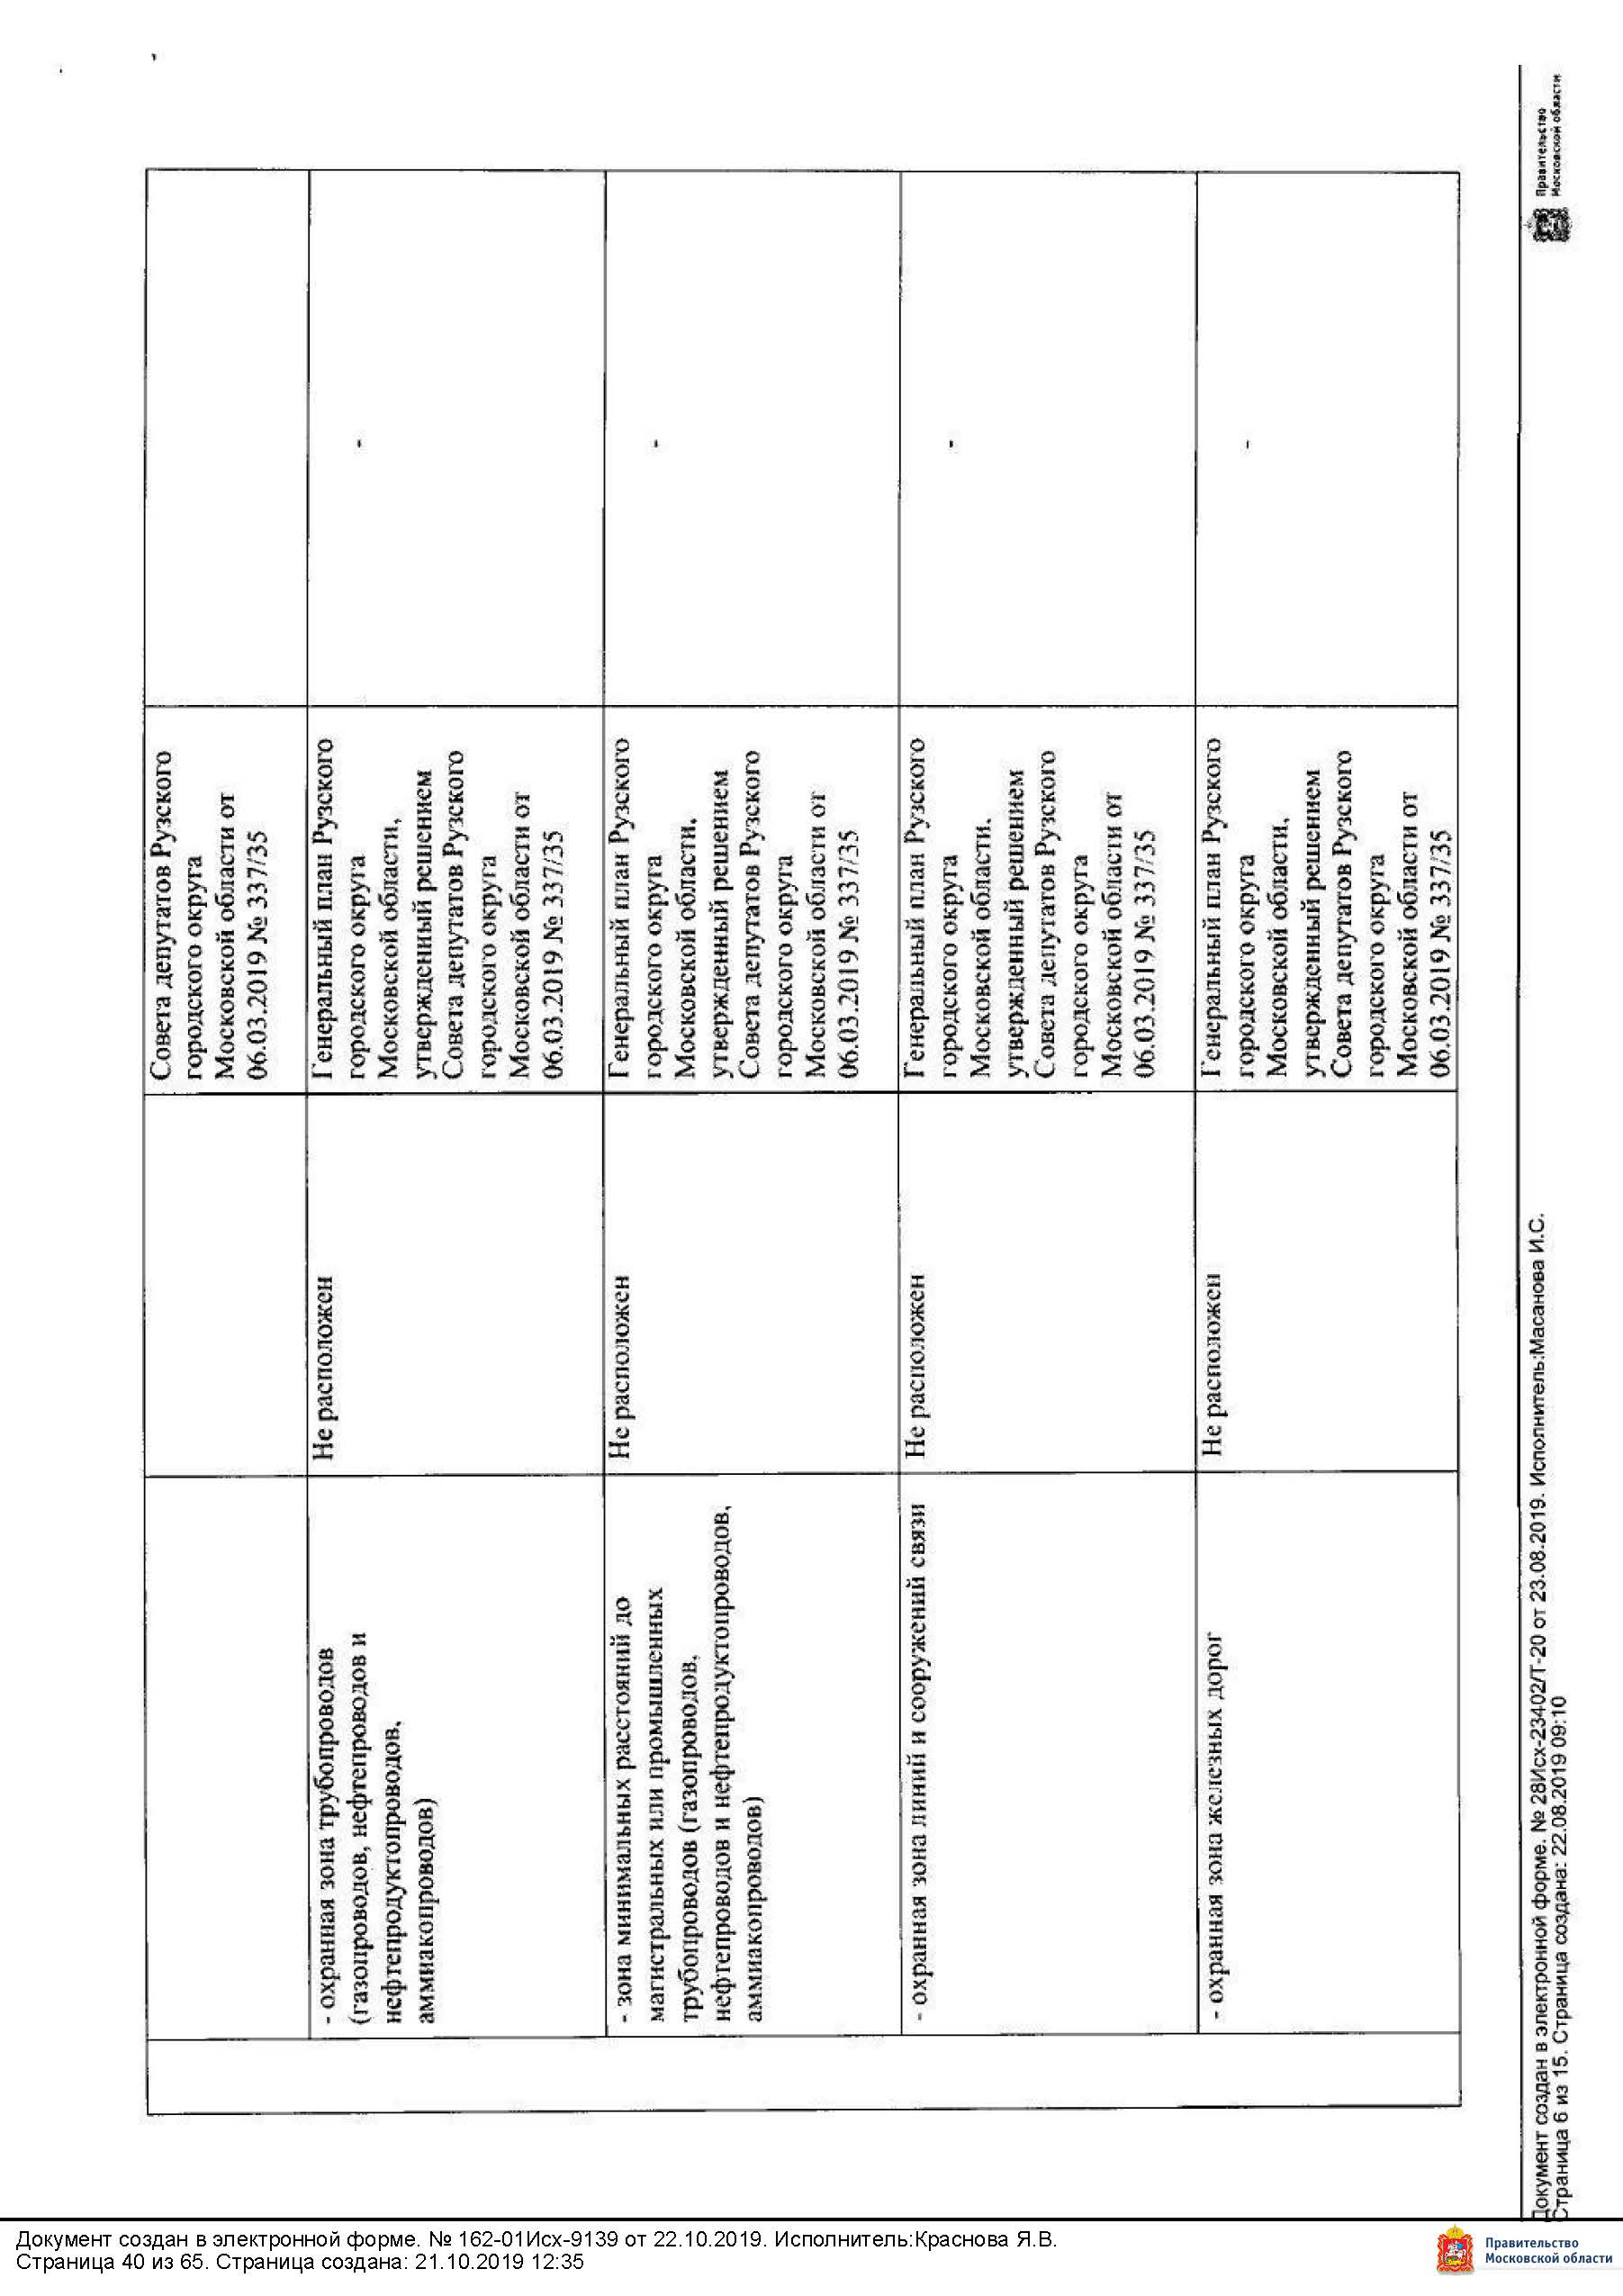 Совета депутатов Рузского
городского округа
Московской области от
06.03.2019 № 337/35
- охранная зона трубопроводов
(газопроводов, нефтепроводов и
нефтепродуктопроводов,
аммиакопроводов)
Не расположен
Генеральный план Рузского
городского округа
Московской области,
утвержденный решением
Совета депутатов Рузского
городского округа
Московской области от
06.03.2019 № 337/35
-
- зона минимальных расстояний до
магистральных или промышленных
трубопроводов (газопроводов,
нефтепроводов и нефтепродуктопроводов,
аммиакопроводов)
Не расположен
Генеральный план Рузского
городского округа
Московской области,
утвержденный решением
Совета депутатов Рузского
городского округа
Московской области от
06.03.2019 № 337/35
-
- охранная зона линий и сооружений связи
Не расположен
Генеральный план Рузского
городского округа
Московской области,
утвержденный решением
Совета депутатов Рузского
городского округа
Московской области от
06.03.2019 № 337/35
-
- охранная зона железных дорог
Не расположен
Генеральный план Рузского
городского округа
Московской области,
утвержденный решением
Совета депутатов Рузского
городского округа
Московской области от
06.03.2019 № 337/35
-
Документ создан в электронной форме. № 28Исх-23402/Т-20 от 23.08.2019. Исполнитель:Масанова И.С.
Страница 6 из 15. Страница создана: 22.08.2019 09:10
Правительство
Московской области
Документ создан в электронной форме. № 162-01Исх-9139 от 22.10.2019. Исполнитель:Краснова Я.В.
Страница 40 из 65. Страница создана: 21.10.2019 12:35
Правительство
Московской области